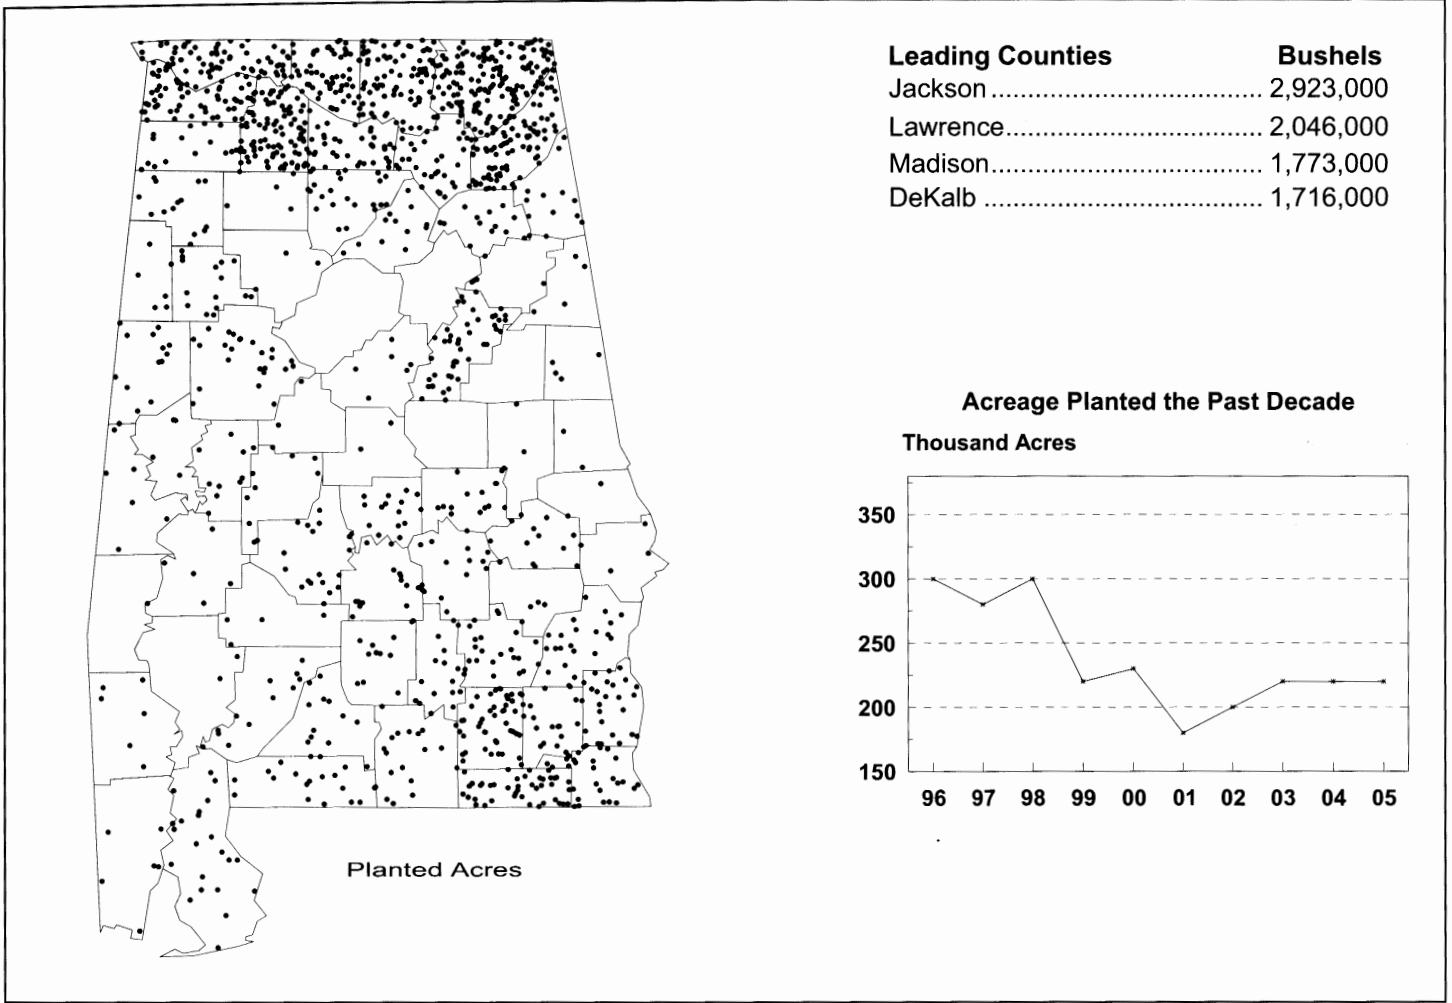 Leading Counties Bushels
Jackson ................................... 2,923,000
Lawrence.................................. 2,046,000
Madison.................................... 1,773,000
DeKalb ..................................... 1,716,000
Acreage Planted the Past Decade
Thousand Acres
350
300
250
200
150
96 97 98 99 00 01 02 03 04 05
Planted Acres